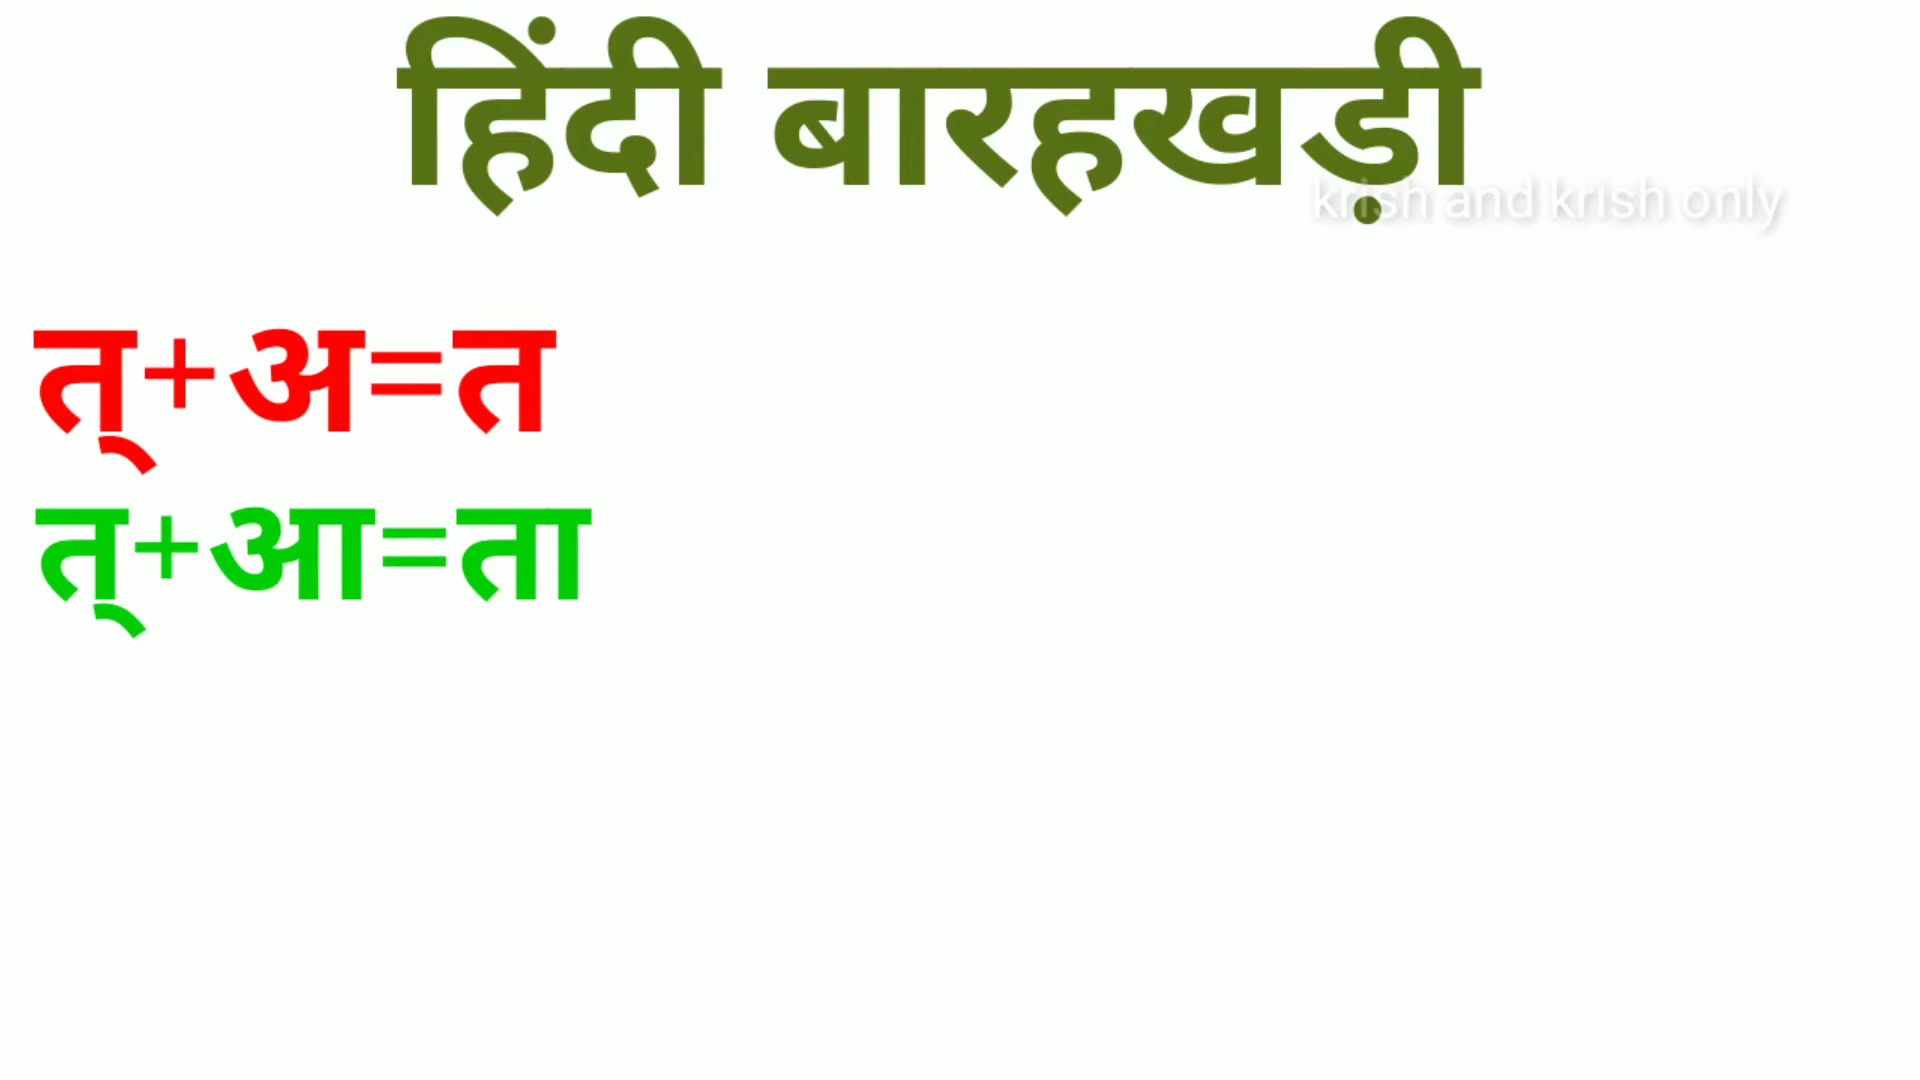 हिंदी बारहखड़ी
krish and krish only
त्+अ=त
त्+आ=ता